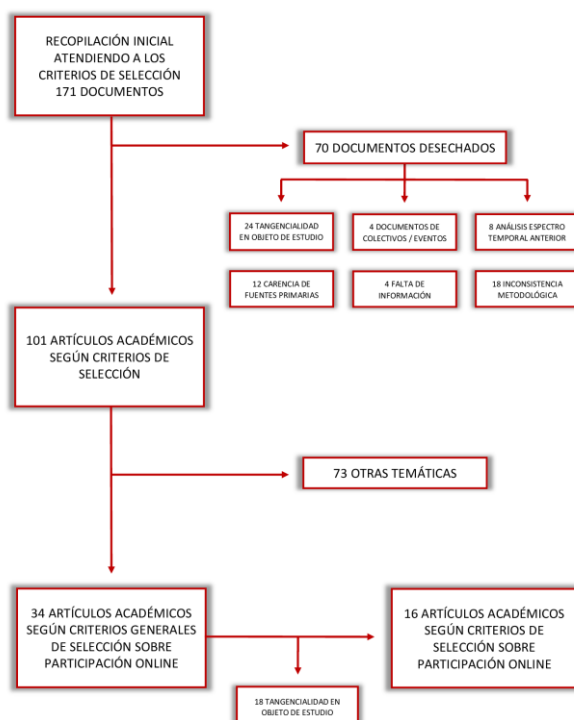 RECOPILACIÓN INICIAL
ATENDIENDO A LOS
CRITERIOS DE SELECCIÓN
171 DOCUMENTOS
70 DOCUMENTOS DESECHADOS
24 TANGENCIALIDAD
EN OBJETO DE ESTUDIO
4 DOCUMENTOS DE
COLECTIVOS / EVENTOS
8 ANÁLISIS ESPECTRO
TEMPORAL ANTERIOR
12 CARENCIA DE
FUENTES PRIMARIAS
4 FALTA DE
INFORMACIÓN
18 INCONSISTENCIA
METODOLÓGICA
101 ARTÍCULOS ACADÉMICOS
SEGÚN CRITERIOS DE
SELECCIÓN
73 OTRAS TEMÁTICAS
34 ARTÍCULOS ACADÉMICOS
SEGÚN CRITERIOS GENERALES
DE SELECCIÓN SOBRE
PARTICIPACIÓN ONLINE
16 ARTÍCULOS ACADÉMICOS
SEGÚN CRITERIOS DE
SELECCIÓN SOBRE
PARTICIPACIÓN ONLINE
18 TANGENCIALIDAD EN
OBJETO DE ESTUDIO